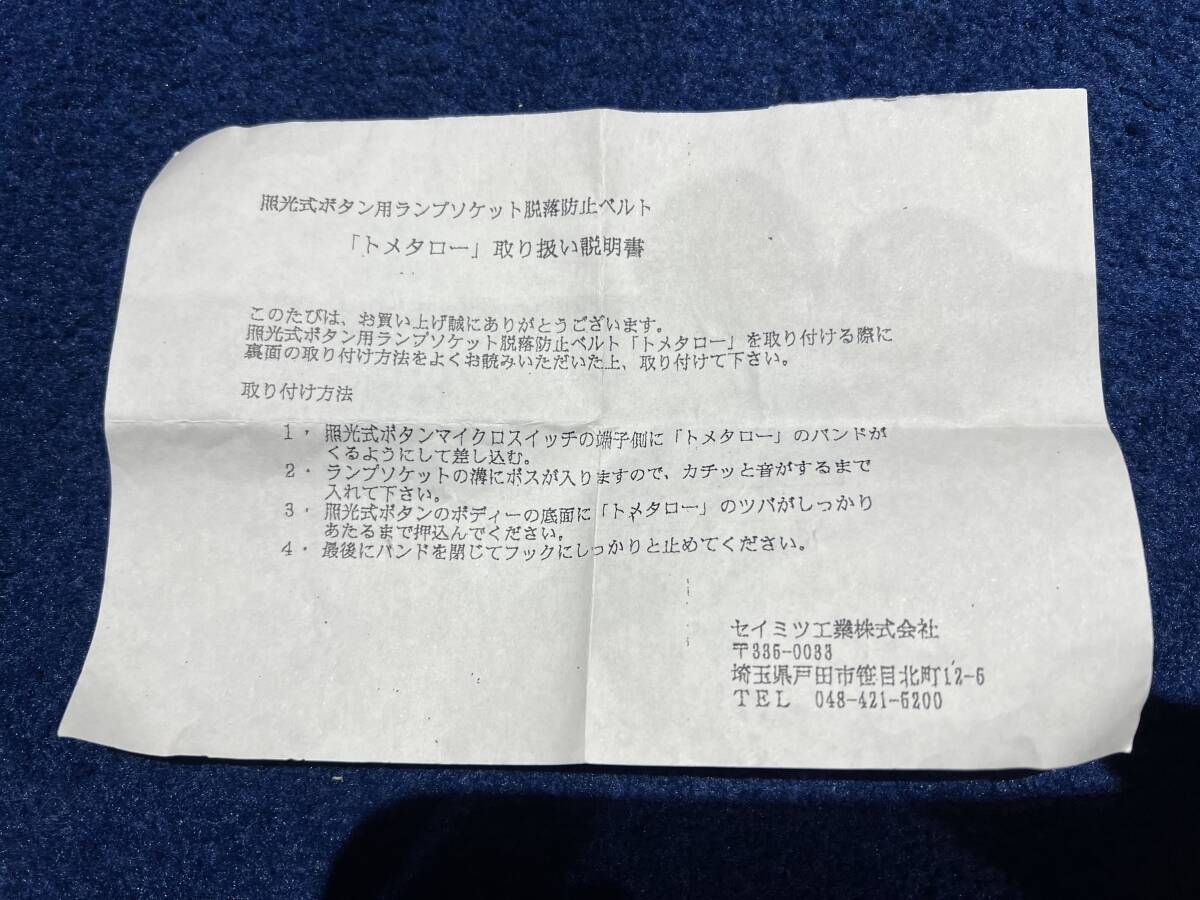 照光式ボタン用ランプソケット脱落防止ベルト
「トメタロー」取り扱い説明書
このたびは、お買い上げ誠にありがとうございます。
照光式ボタン用ランプソケット脱落防止ベルト「トメタロー」を取り付ける際に
裏面の取り付け方法をよくお読みいただいた上、取り付けて下さい。
取り付け方法
1．照光式ボタンマイクロスイッチの端子側に「トメタロー」のバンドが
くるようにして差し込む。
2．ランプソケットの溝にボスが入りますので、カチッと音がするまで
入れて下さい。
3．照光式ボタンのボディーの底面に「トメタロー」のツバがしっかり
あたるまで押込んでください。
4．最後にバンドを閉じてフックにしっかりと止めてください。
セイミツ工業株式会社
〒335-0033
埼玉県戸田市笹目北町12-6
TEL 048-421-5200